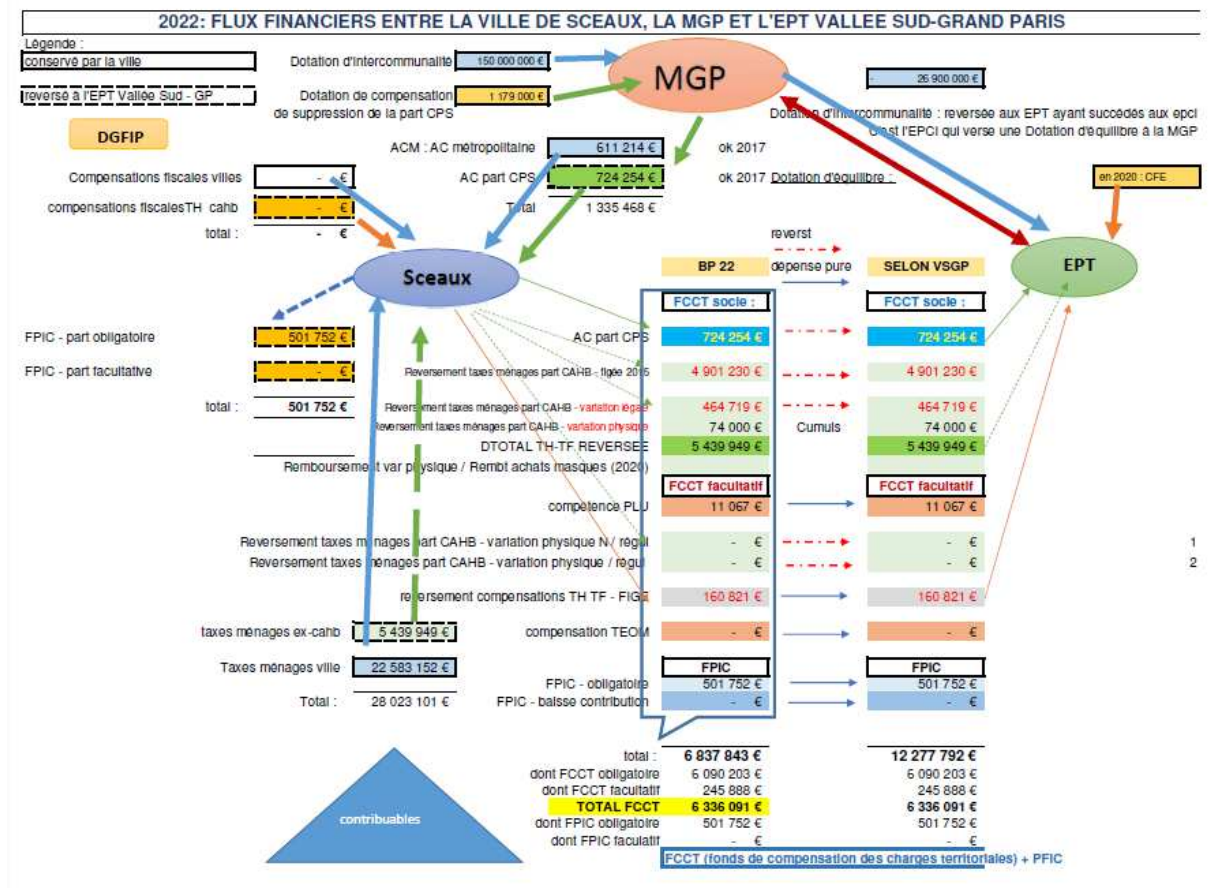 2022: FLUX FINANCIERS ENTRE LA VILLE DE SCEAUX, LA MGP ET L'EPT VALLEE SUD-GRAND PARIS
Légende :
conservé par la ville
reversé à l'EPT Vallée Sud - GP
DGFIP
Dotation d'intercommunalité 150 000 000 €
Dotation de compensation 1 179 000 €
de suppression de la part CPS
MGP
- 26 900 000 €
Dotation d'intercommunalité : reversée aux EPT ayant succédés aux epci
c'est l'EPCI qui verse une Dotation d'équilibre à la MGP
ACM : AC métropolitaine 611 214 € ok 2017
AC part CPS 724 254 € ok 2017 Dotation d'équilibre :
Total 1 335 468 €
en 2020 : CFE
Compensations fiscales villes - €
compensations fiscalesTH cahb - €
total : - €
Sceaux
EPT
reverst
BP 22 dépense pure SELON VSGP
FCCT socle : FCCT socle :
FPIC - part obligatoire 501 752 €
AC part CPS 724 254 € 724 254 €
FPIC - part facultative - €
Reversement taxes ménages part CAHB - figée 2015 4 901 230 € 4 901 230 €
total : 501 752 €
Reversement taxes ménages part CAHB - variation légale 464 719 € 464 719 €
Reversement taxes ménages part CAHB - variation physique 74 000 € Cumuls 74 000 €
DTOTAL TH-TF REVERSEE 5 439 949 € 5 439 949 €
Remboursement var physique / Rembt achats masques (2020)
FCCT facultatif FCCT facultatif
compétence PLU 11 067 € 11 067 €
Reversement taxes ménages part CAHB - variation physique N / régul - € - € 1
Reversement taxes ménages part CAHB - variation physique / régul - € - € 2
reversement compensations TH TF - FIGE 160 821 € 160 821 €
taxes ménages ex-cahb 5 439 949 €
compensation TEOM - € - €
Taxes ménages ville 22 583 152 €
FPIC FPIC
FPIC - obligatoire 501 752 € 501 752 €
Total : 28 023 101 €
FPIC - baisse contribution - € - €
total : 6 837 843 € 12 277 792 €
dont FCCT obligatoire 6 090 203 € 6 090 203 €
dont FCCT facultatif 245 888 € 245 888 €
TOTAL FCCT 6 336 091 € 6 336 091 €
dont FPIC obligatoire 501 752 € 501 752 €
dont FPIC faculatif - € - €
contribuables
FCCT (fonds de compensation des charges territoriales) + PFIC